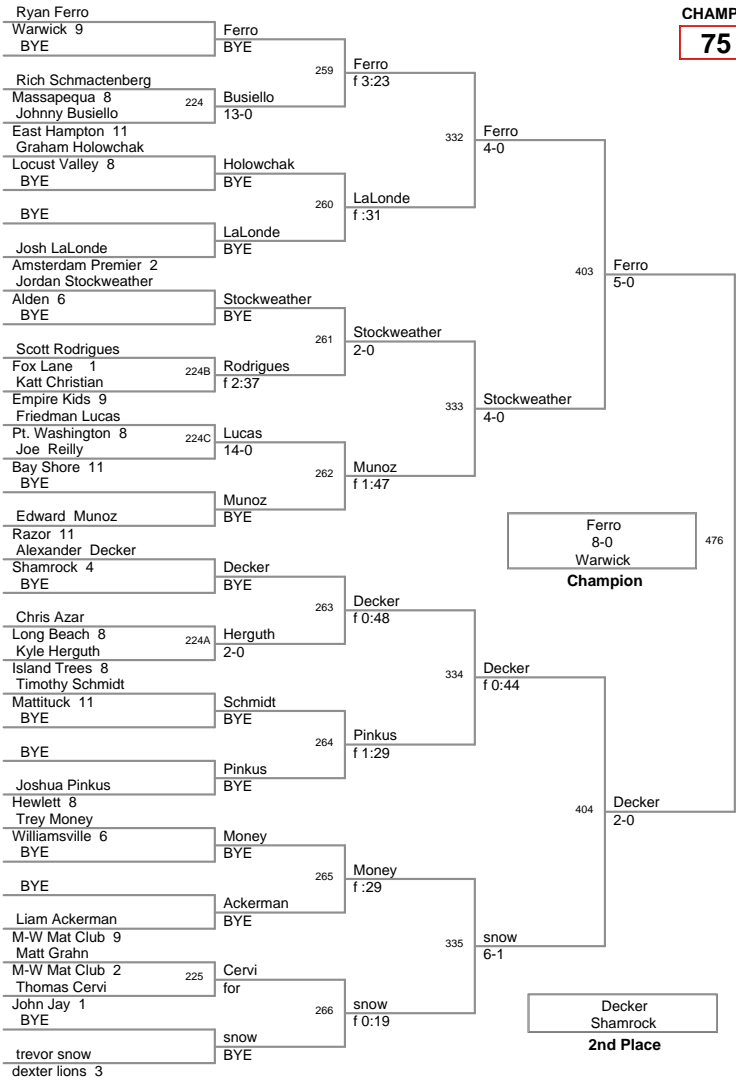 Ryan Ferro
Warwick 9
BYE
Rich Schmactenberg
Massapequa 8
Johnny Busiello
East Hampton 11
Graham Holowchak
Locust Valley 8
BYE
BYE
Josh LaLonde
Amsterdam Premier 2
Jordan Stockweather
Alden 6
BYE
Scott Rodrigues
Fox Lane 1
Katt Christian
Empire Kids 9
Friedman Lucas
Pt. Washington 8
Joe Reilly
Bay Shore 11
BYE
Edward Munoz
Razor 11
Alexander Decker
Shamrock 4
BYE
Chris Azar
Long Beach 8
Kyle Herguth
Island Trees 8
Timothy Schmidt
Mattituck 11
BYE
BYE
Joshua Pinkus
Hewlett 8
Trey Money
Williamsville 6
BYE
BYE
Liam Ackerman
M-W Mat Club 9
Matt Grahn
M-W Mat Club 2
Thomas Cervi
John Jay 1
BYE
trevor snow
dexter lions 3
224
224B
224C
224A
225
Ferro
BYE
Busiello
13-0
Holowchak
BYE
LaLonde
BYE
Stockweather
BYE
Rodrigues
f 2:37
Lucas
14-0
Munoz
BYE
Decker
BYE
Herguth
2-0
Schmidt
BYE
Pinkus
BYE
Money
BYE
Ackerman
BYE
Cervi
for
snow
BYE
259
260
261
262
263
264
265
266
Ferro
f 3:23
LaLonde
f :31
Stockweather
2-0
Munoz
f 1:47
Decker
f 0:48
Pinkus
f 1:29
Money
f :29
snow
f 0:19
332
333
334
335
Ferro
4-0
Stockweather
4-0
Decker
f 0:44
snow
6-1
403
404
Ferro
5-0
Decker
2-0
CHAMP
75
Ferro
8-0
Warwick
476
Champion
Decker
Shamrock
2nd Place